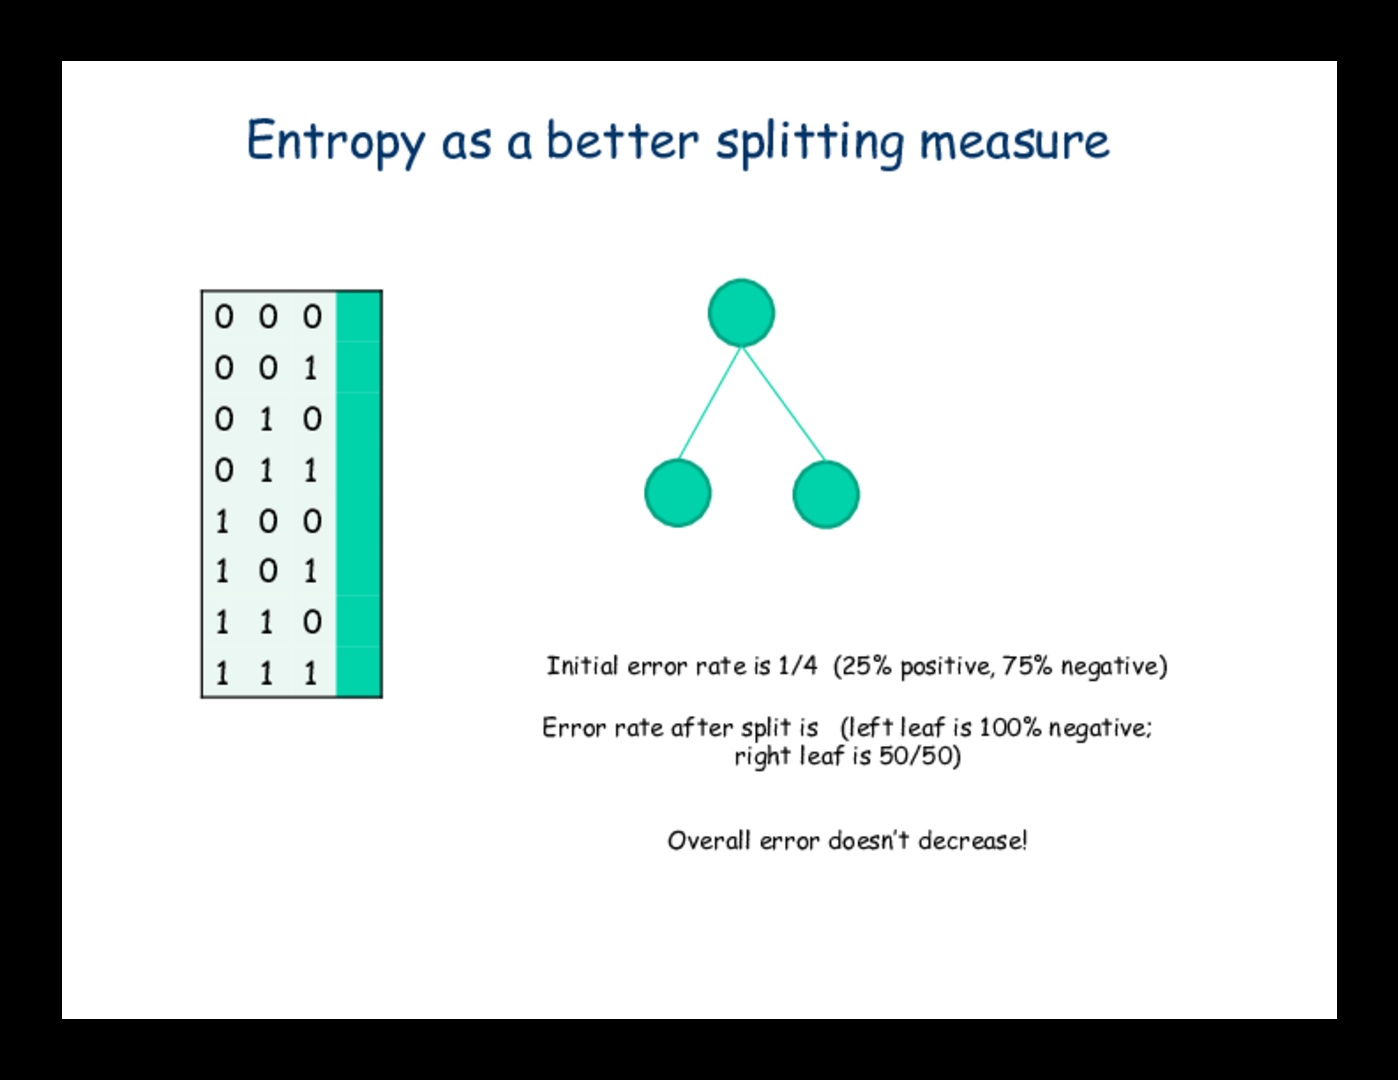 Entropy as a better splitting measure
0 0 0
0 0 1
0 1 0
0 1 1
1 0 0
1 0 1
1 1 0
1 1 1
Initial error rate is 1/4 (25% positive, 75% negative)
Error rate after split is (left leaf is 100% negative;
right leaf is 50/50)
Overall error doesn't decrease!